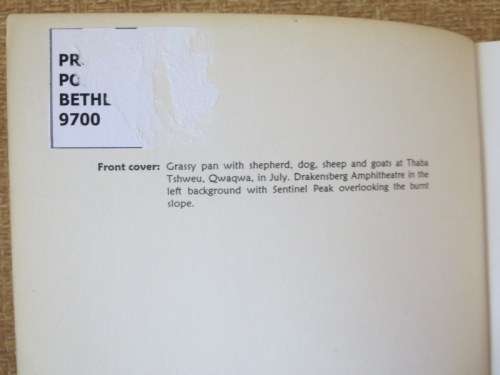 PR
PO
BETHL
9700
Front cover: Grassy pan with shepherd, dog, sheep and goats at Thaba
Tshweu, Qwaqwa, in July. Drakensberg Amphitheatre in the
left background with Sentinel Peak overlooking the burnt
slope.